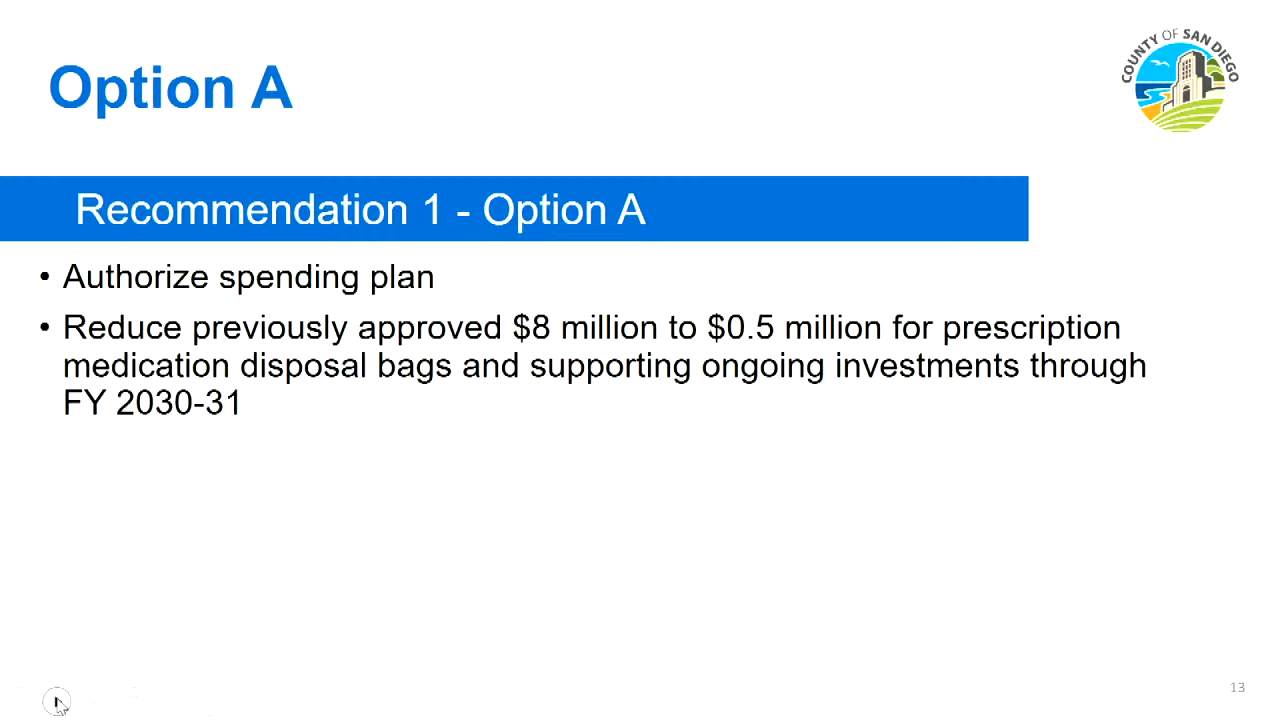 COUNTY OF SAN DIEGO
Option A
Recommendation 1 - Option A
• Authorize spending plan
• Reduce previously approved $8 million to $0.5 million for prescription
medication disposal bags and supporting ongoing investments through
FY 2030-31
13